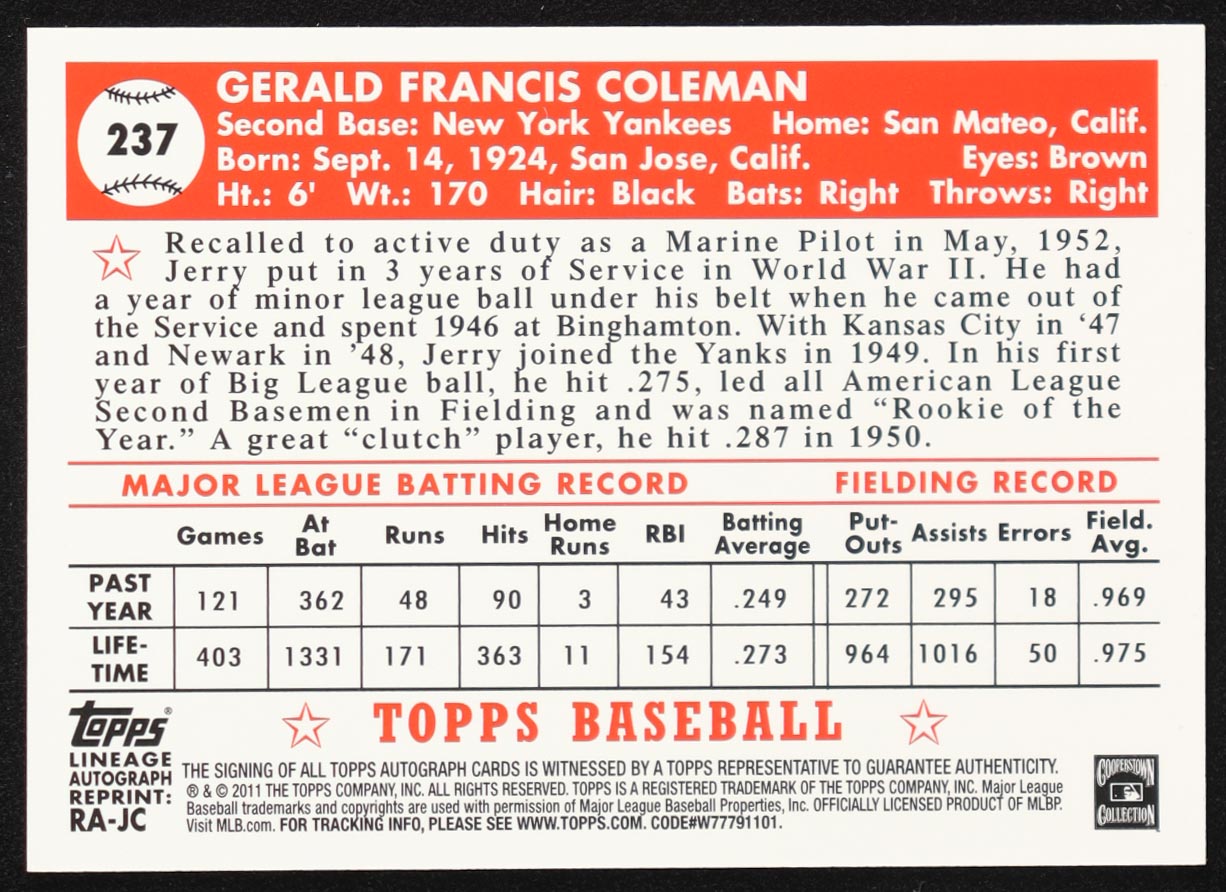 237
GERALD FRANCIS COLEMAN
Second Base: New York Yankees Home: San Mateo, Calif.
Born: Sept. 14, 1924, San Jose, Calif. Eyes: Brown
Ht.: 6' Wt.: 170 Hair: Black Bats: Right Throws: Right
Recalled to active duty as a Marine Pilot in May, 1952,
Jerry put in 3 years of Service in World War II. He had
a year of minor league ball under his belt when he came out of
the Service and spent 1946 at Binghamton. With Kansas City in ‘47
and Newark in ’48, Jerry joined the Yanks in 1949. In his first
year of Big League ball, he hit .275, led all American League
Second Basemen in Fielding and was named “Rookie of the
Year.” A great “clutch” player, he hit .287 in 1950.
MAJOR LEAGUE BATTING RECORD FIELDING RECORD
Games At Bat Runs Hits Home Runs RBI Batting Average Put-Outs Assists Errors Field. Avg.
PAST YEAR 121 362 48 90 3 43 .249 272 295 18 .969
LIFE-TIME 403 1331 171 363 11 154 .273 964 1016 50 .975
Topps® TOPPS BASEBALL
LINEAGE
AUTOGRAPH
REPRINT:
RA-JC
THE SIGNING OF ALL TOPPS AUTOGRAPH CARDS IS WITNESSED BY A TOPPS REPRESENTATIVE TO GUARANTEE AUTHENTICITY.
® & © 2011 THE TOPPS COMPANY, INC. ALL RIGHTS RESERVED. TOPPS IS A REGISTERED TRADEMARK OF THE TOPPS COMPANY, INC. Major League
Baseball trademarks and copyrights are used with permission of Major League Baseball Properties, Inc. OFFICIALLY LICENSED PRODUCT OF MLBP.
Visit MLB.com. FOR TRACKING INFO, PLEASE SEE WWW.TOPPS.COM. CODE#W77791101.
COOPERSTOWN
COLLECTION